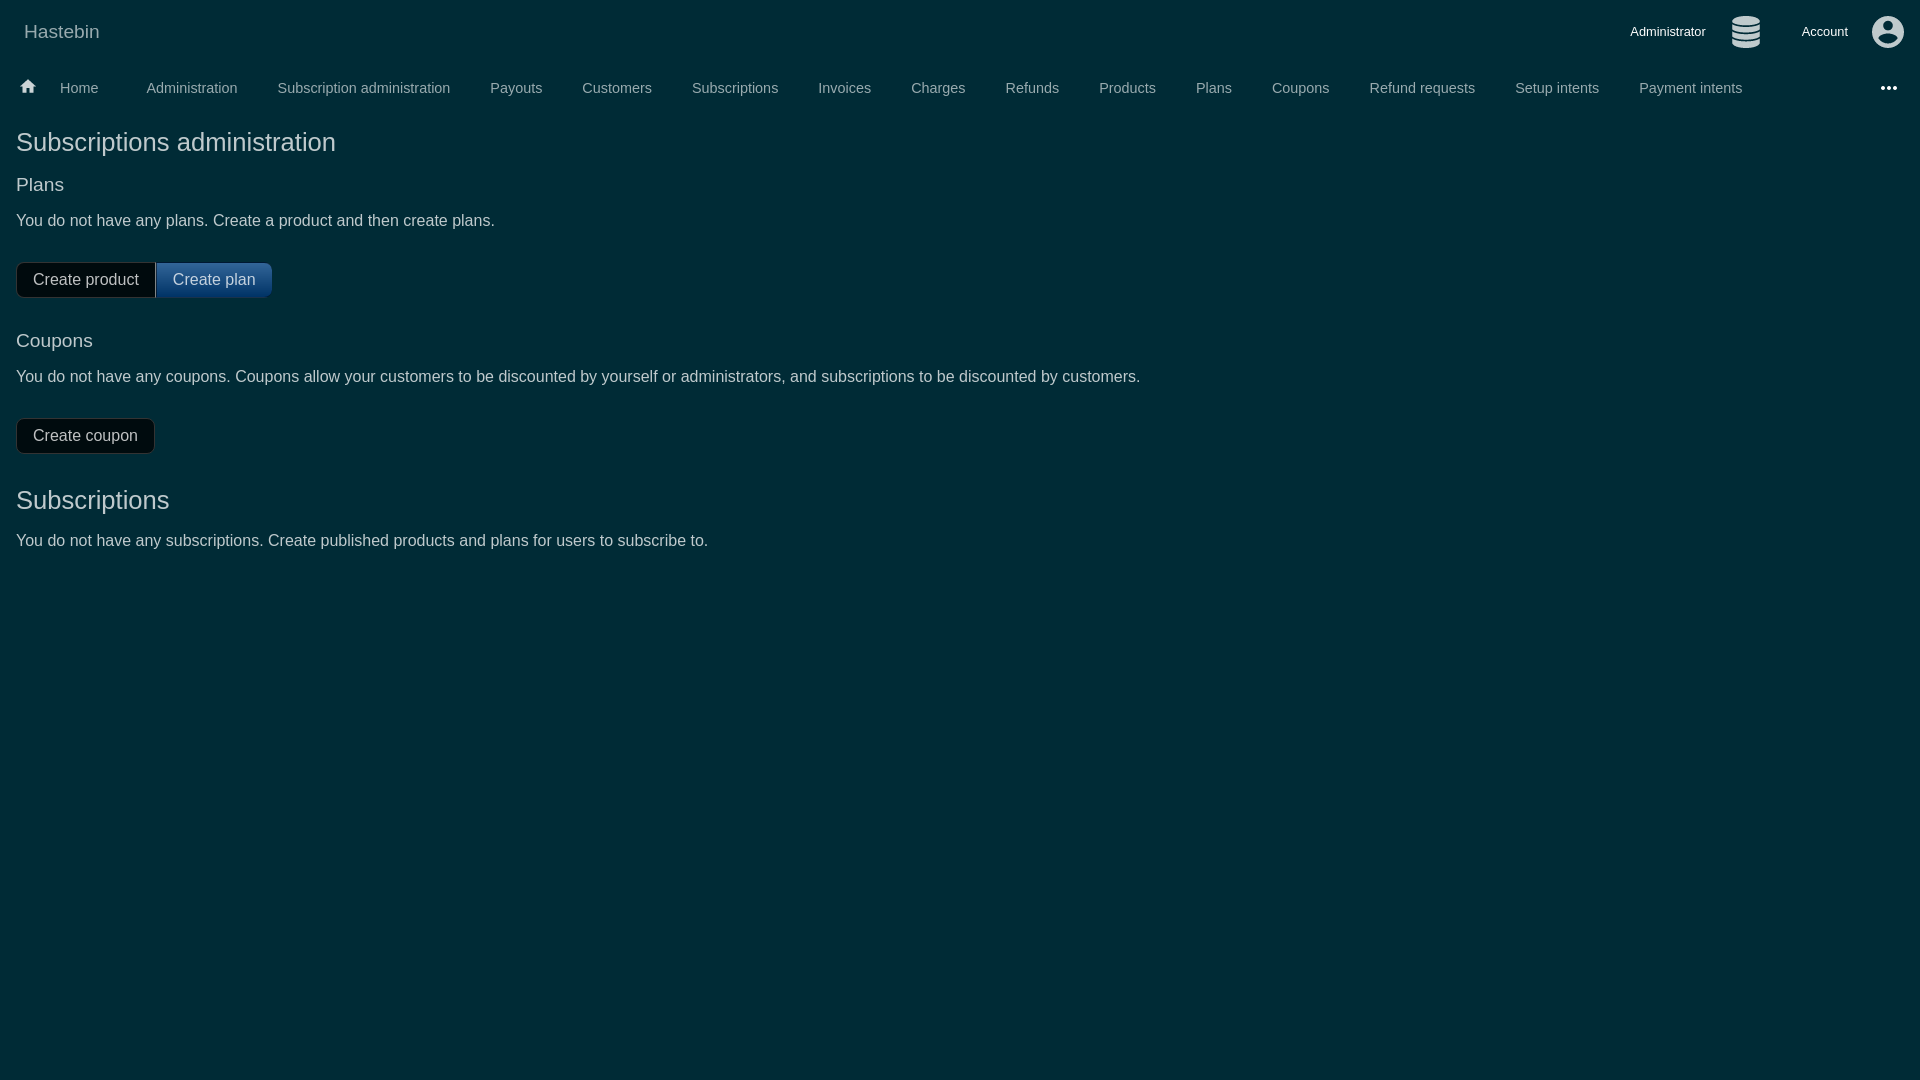 Hastebin
Administrator
Account
Home
Administration
Subscription administration
Payouts
Customers
Subscriptions
Invoices
Charges
Refunds
Products
Plans
Coupons
Refund requests
Setup intents
Payment intents
Subscriptions administration
Plans
You do not have any plans. Create a product and then create plans.
Create product
Create plan
Coupons
You do not have any coupons. Coupons allow your customers to be discounted by yourself or administrators, and subscriptions to be discounted by customers.
Create coupon
Subscriptions
You do not have any subscriptions. Create published products and plans for users to subscribe to.